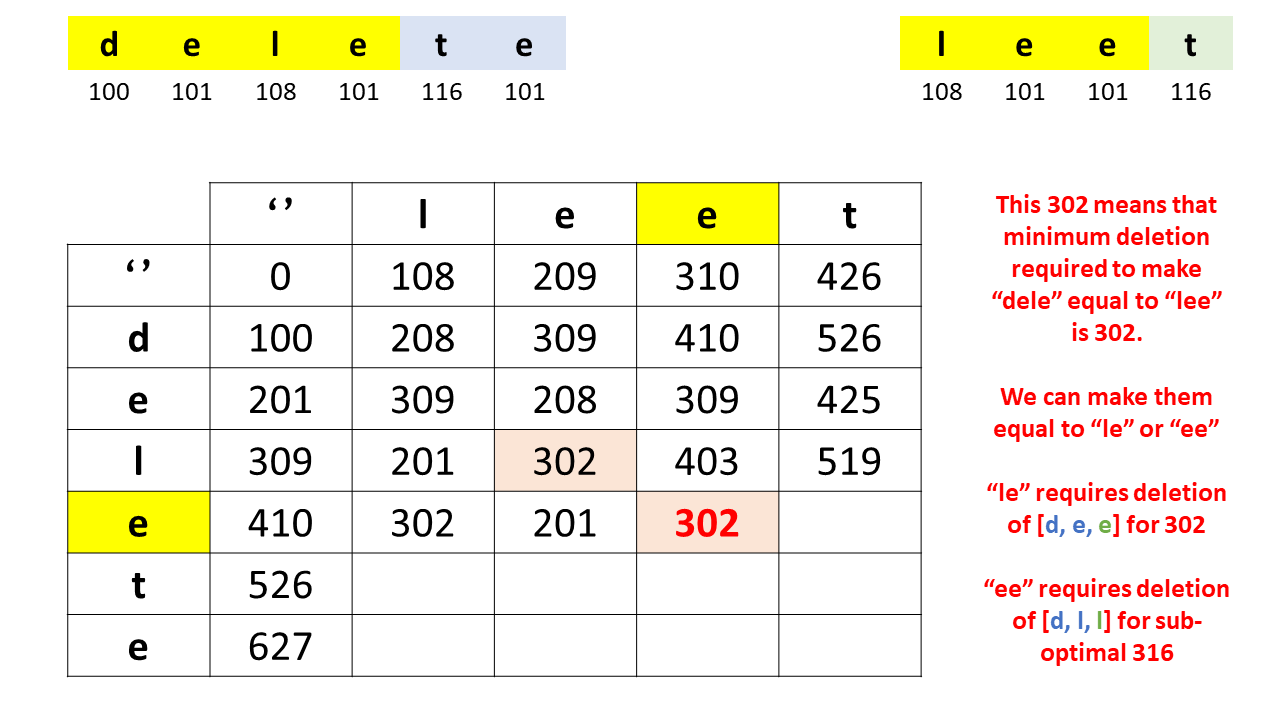 d e l e t e l e e t
100 101 108 101 116 101 108 101 101 116
‘ ’ l e e t
‘ ’ 0 108 209 310 426
d 100 208 309 410 526
e 201 309 208 309 425
l 309 201 302 403 519
e 410 302 201 302
t 526
e 627
This 302 means that
minimum deletion
required to make
“dele” equal to “lee”
is 302.
We can make them
equal to “le” or “ee”
“le” requires deletion
of [d, e, e] for 302
“ee” requires deletion
of [d, l, l] for sub-
optimal 316